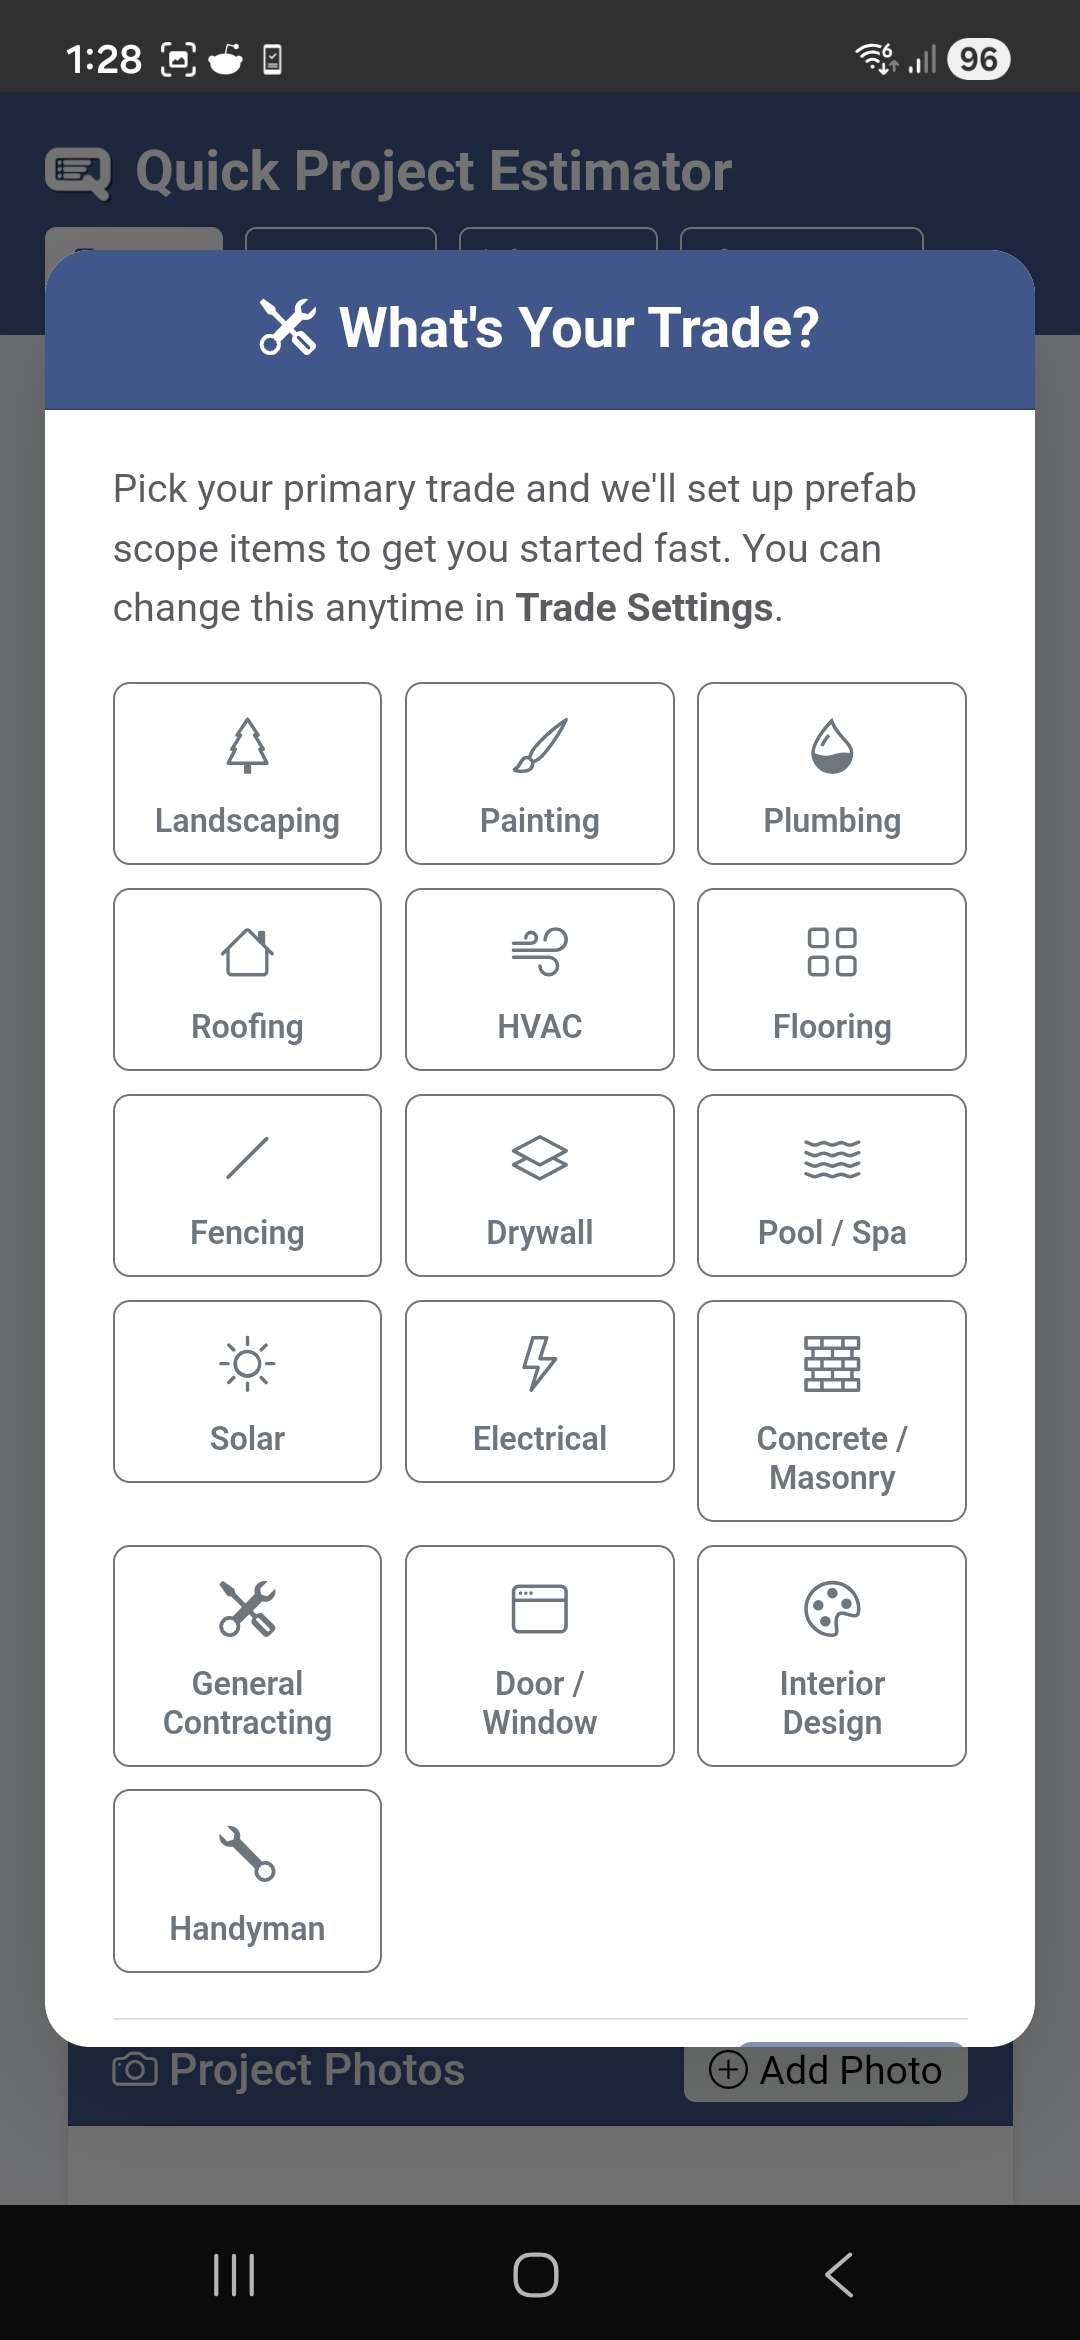 1:28
6
96
Quick Project Estimator
What's Your Trade?
Pick your primary trade and we'll set up prefab
scope items to get you started fast. You can
change this anytime in Trade Settings.
Landscaping
Painting
Plumbing
Roofing
HVAC
Flooring
Fencing
Drywall
Pool / Spa
Solar
Electrical
Concrete /
Masonry
General
Contracting
Door /
Window
Interior
Design
Handyman
Project Photos
Add Photo